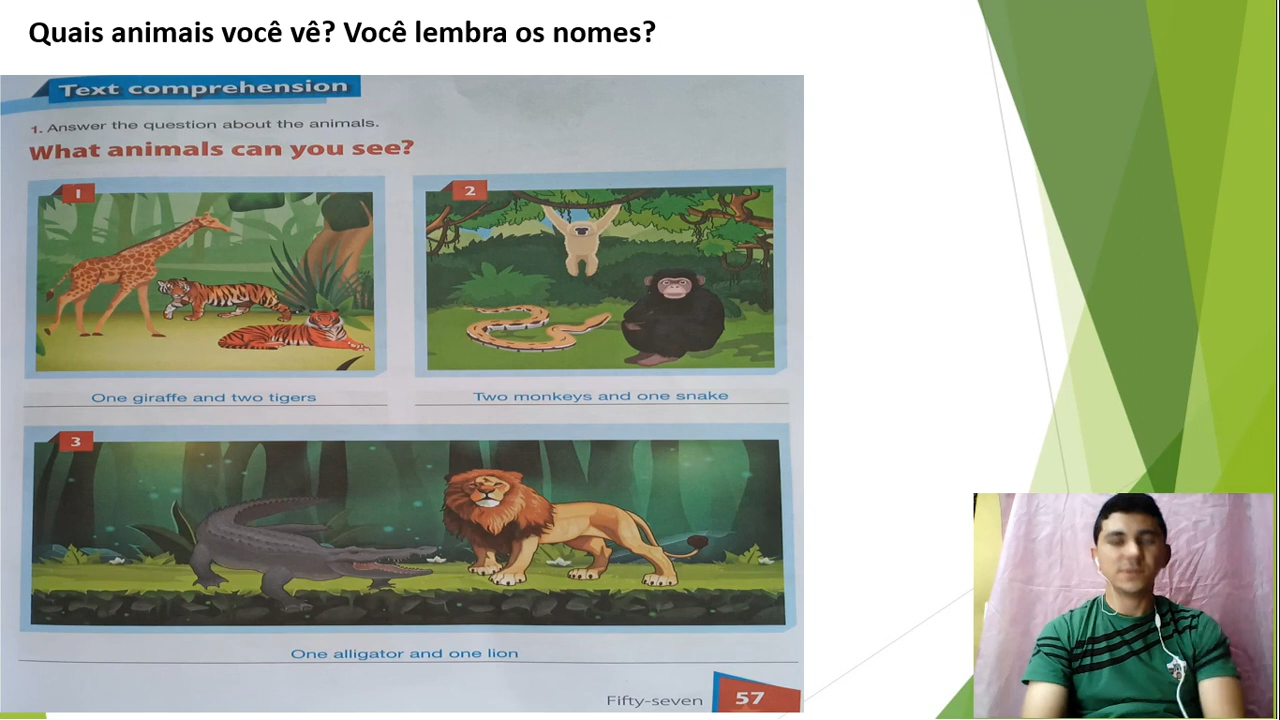 Quais animais você vê? Você lembra os nomes?
Text comprehension
1. Answer the question about the animals.
What animals can you see?
1
2
One giraffe and two tigers
Two monkeys and one snake
3
One alligator and one lion
Fifty-seven
57